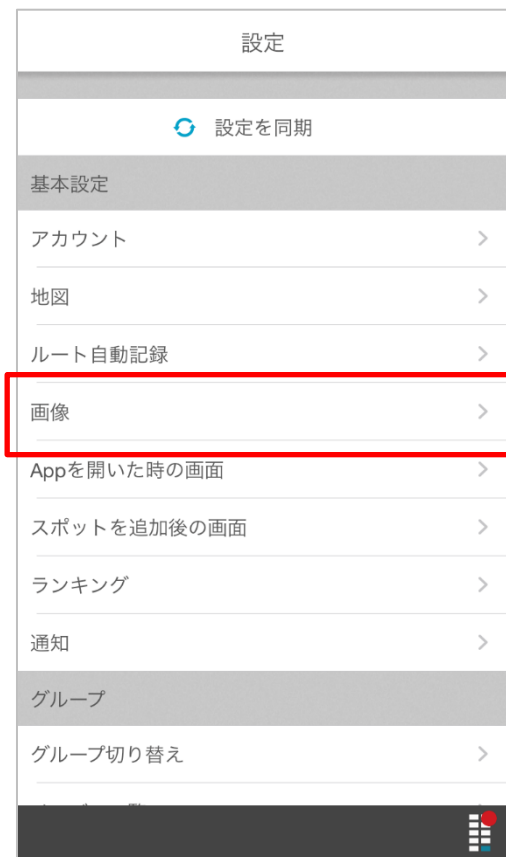 設定
設定を同期
基本設定
アカウント
地図
ルート自動記録
画像
Appを開いた時の画面
スポットを追加後の画面
ランキング
通知
グループ
グループ切り替え